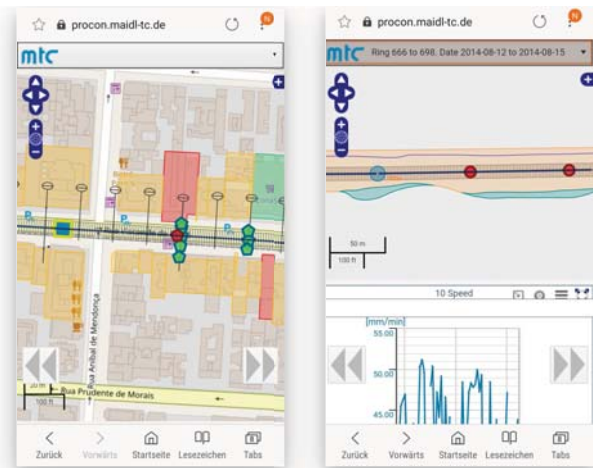 procon.maidl-tc.de
N
mtc
20 m
100 ft
Rua Aníbal de Mendonça
Rua Prudente de Morais
Zurück
Vorwärts
Startseite
Lesezeichen
Tabs
procon.maidl-tc.de
N
mtc
Ring 666 to 698. Date 2014-08-12 to 2014-08-15
50 m
100 ft
10 Speed
[mm/min]
55.00
50.00
45.00
Zurück
Vorwärts
Startseite
Lesezeichen
Tabs